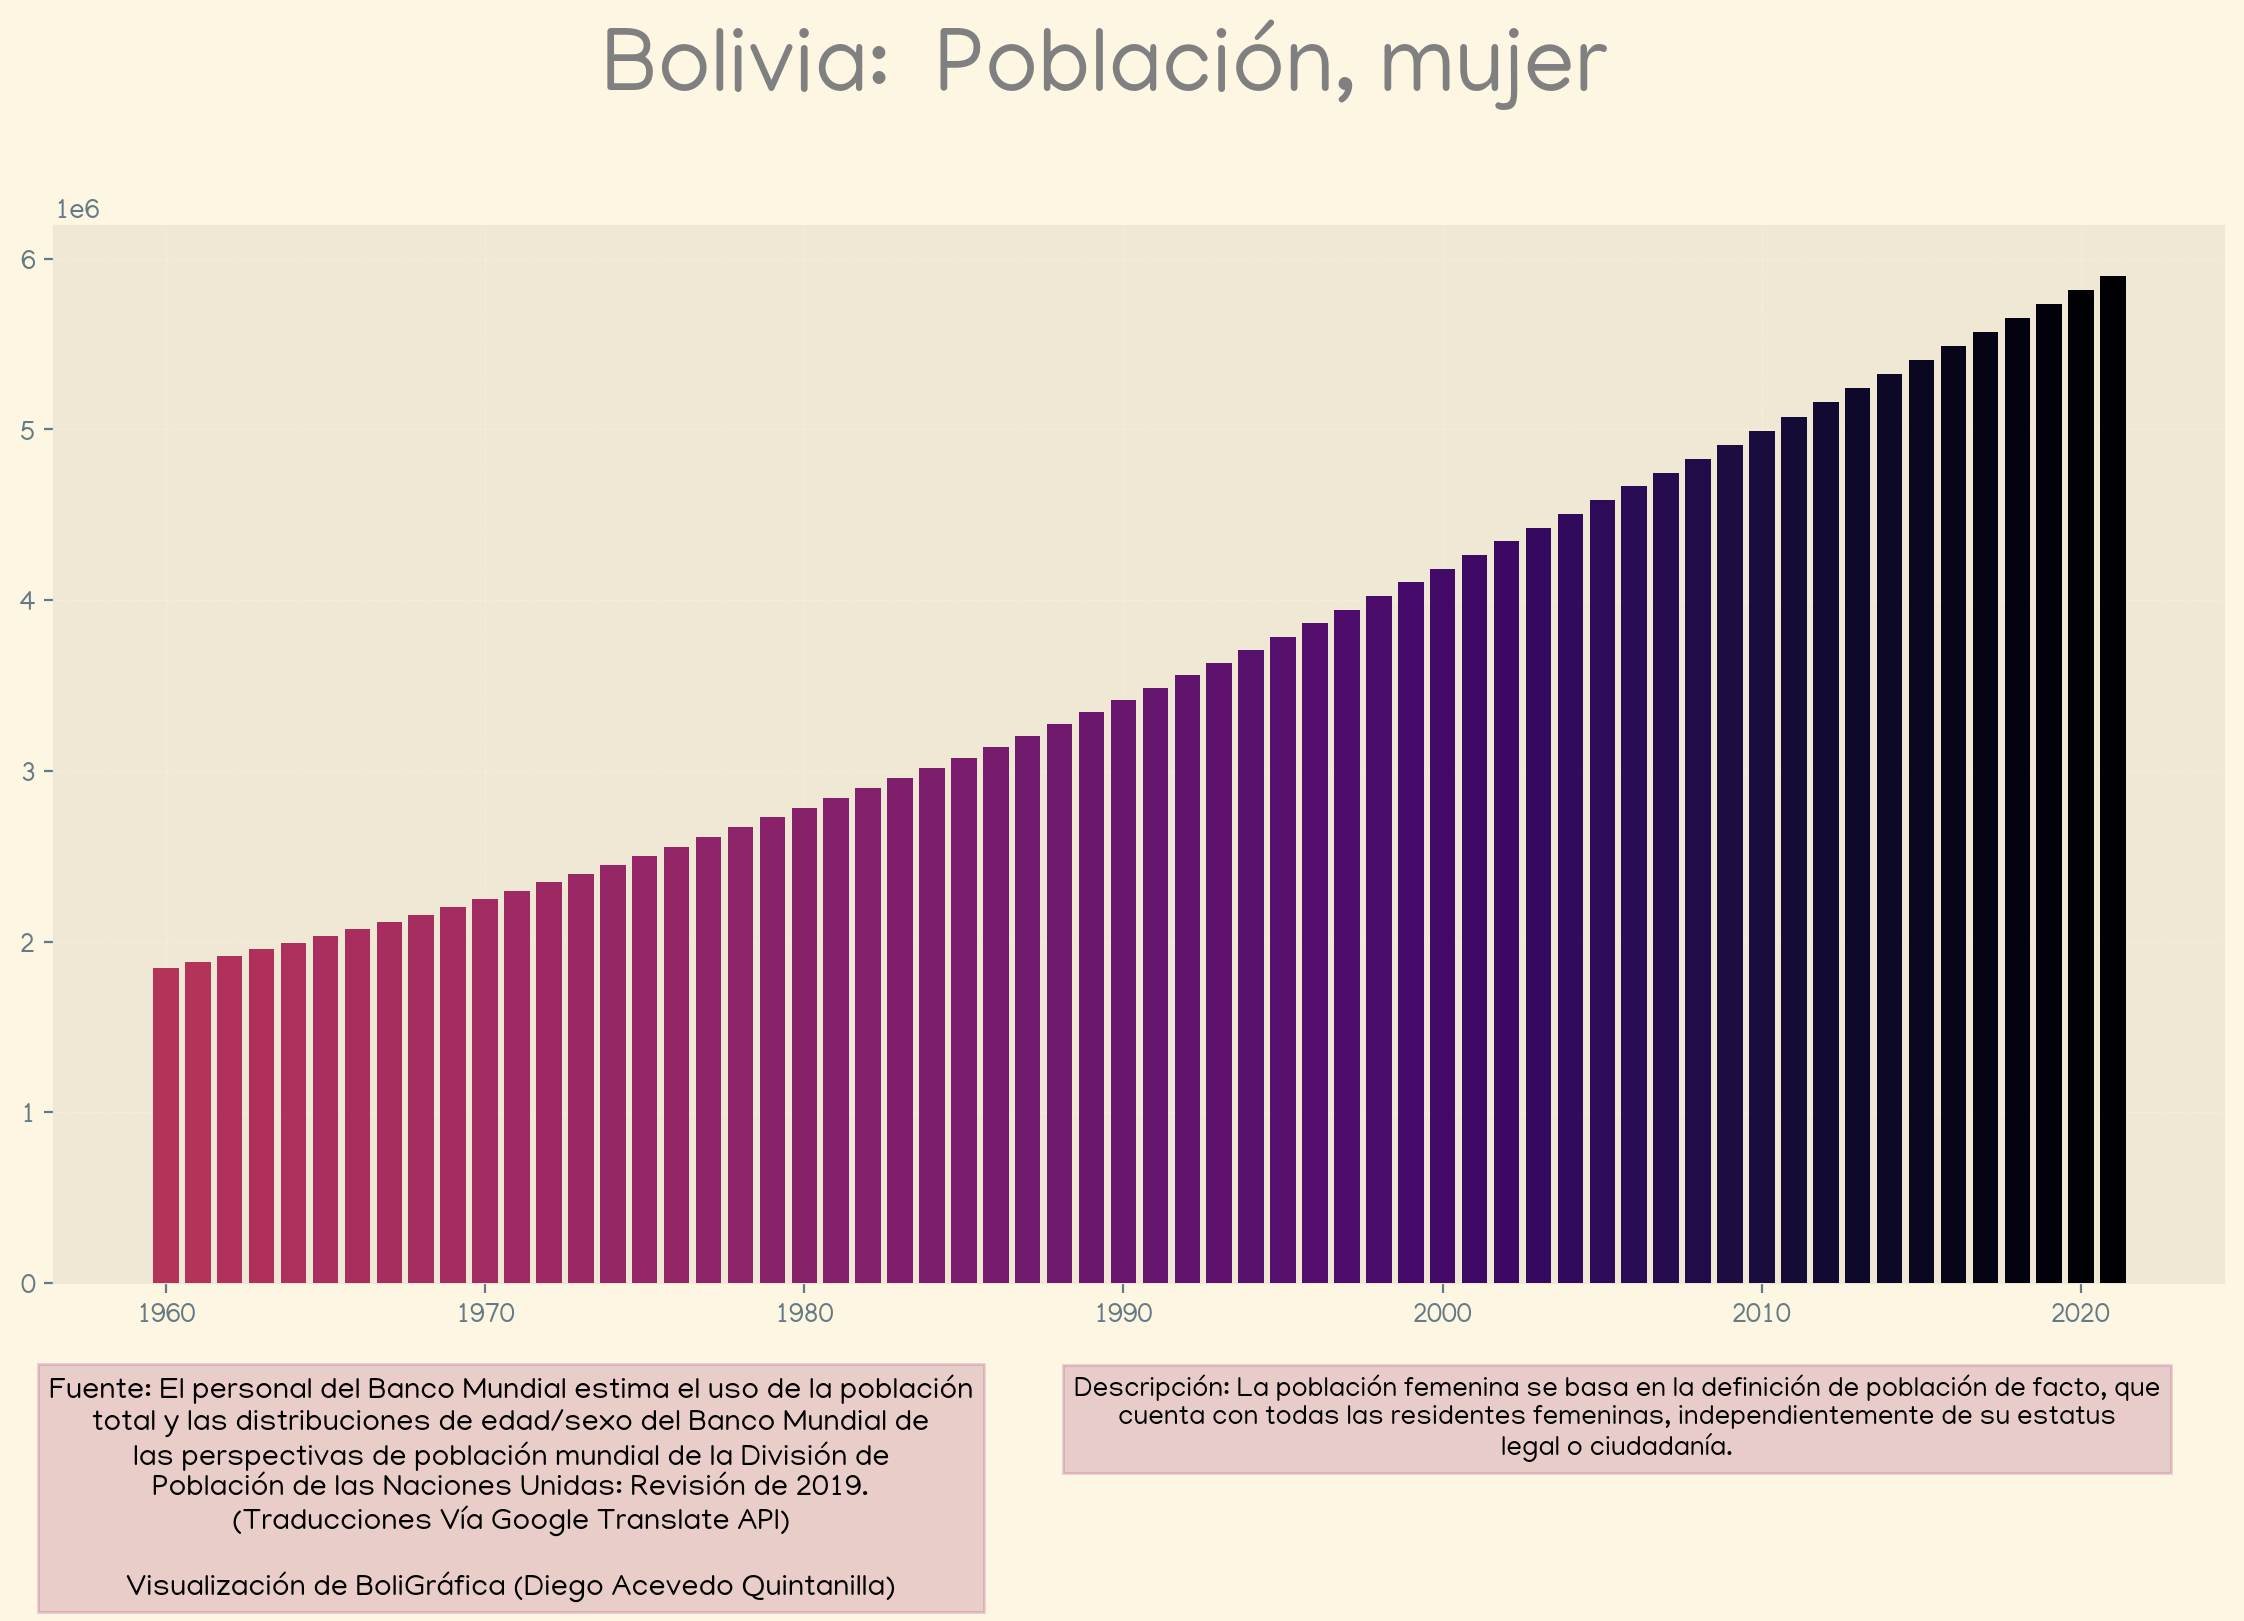 Bolivia: Población, mujer
1e6
6
5
4
3
2
1
0
1960 1970 1980 1990 2000 2010 2020
Fuente: El personal del Banco Mundial estima el uso de la población
total y las distribuciones de edad/sexo del Banco Mundial de
las perspectivas de población mundial de la División de
Población de las Naciones Unidas: Revisión de 2019.
(Traducciones Vía Google Translate API)
Visualización de BoliGráfica (Diego Acevedo Quintanilla)
Descripción: La población femenina se basa en la definición de población de facto, que
cuenta con todas las residentes femeninas, independientemente de su estatus
legal o ciudadanía.